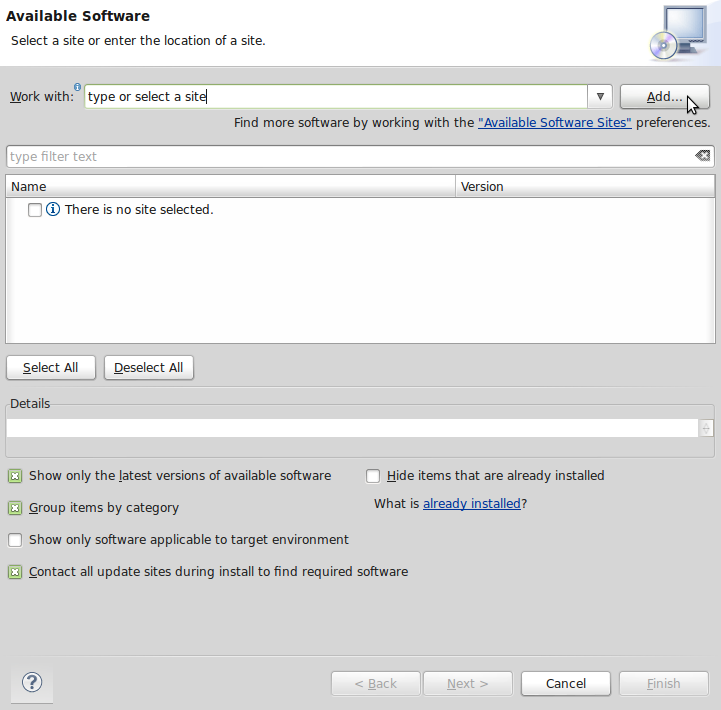 Available Software
Select a site or enter the location of a site.
Work with: type or select a site Add...
Find more software by working with the "Available Software Sites" preferences.
type filter text
Name Version
There is no site selected.
Select All Deselect All
Details
Show only the latest versions of available software Hide items that are already installed
Group items by category What is already installed?
Show only software applicable to target environment
Contact all update sites during install to find required software
? < Back Next > Cancel Finish